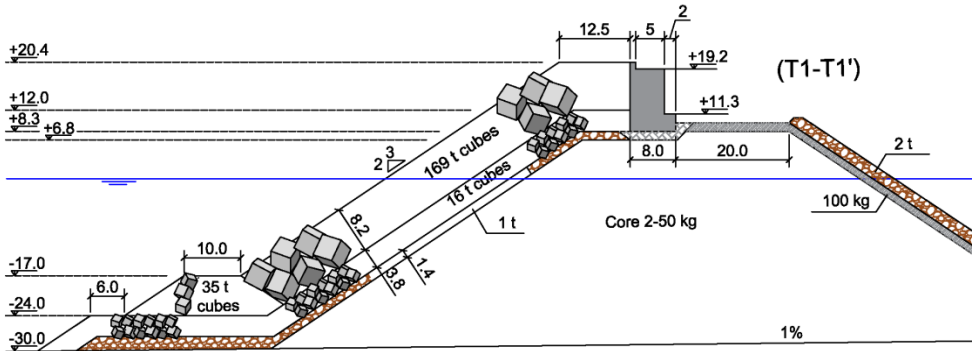 2
12.5
5
+20.4
+19.2
(T1-T1')
+12.0
+11.3
+8.3
+6.8
3
2
169 t cubes
8.0
20.0
2 t
16 t cubes
100 kg
1 t
Core 2-50 kg
8.2
10.0
1.4
3.8
-17.0
35 t
cubes
6.0
-24.0
1%
-30.0